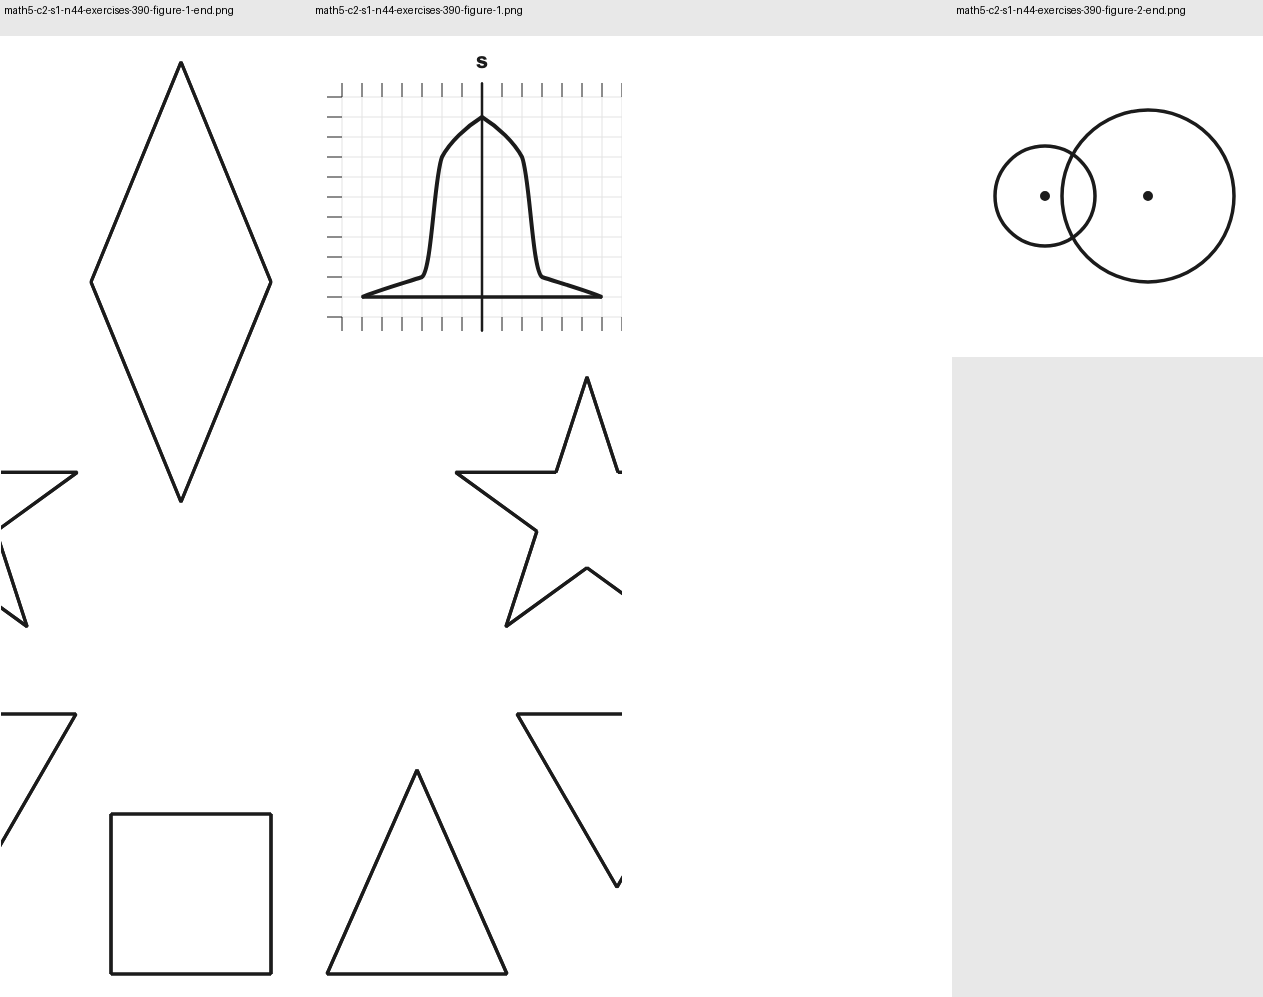 math5-c2-s1-n44-exercises-390-figure-1-end.png
math5-c2-s1-n44-exercises-390-figure-1.png
math5-c2-s1-n44-exercises-390-figure-2-end.png
s